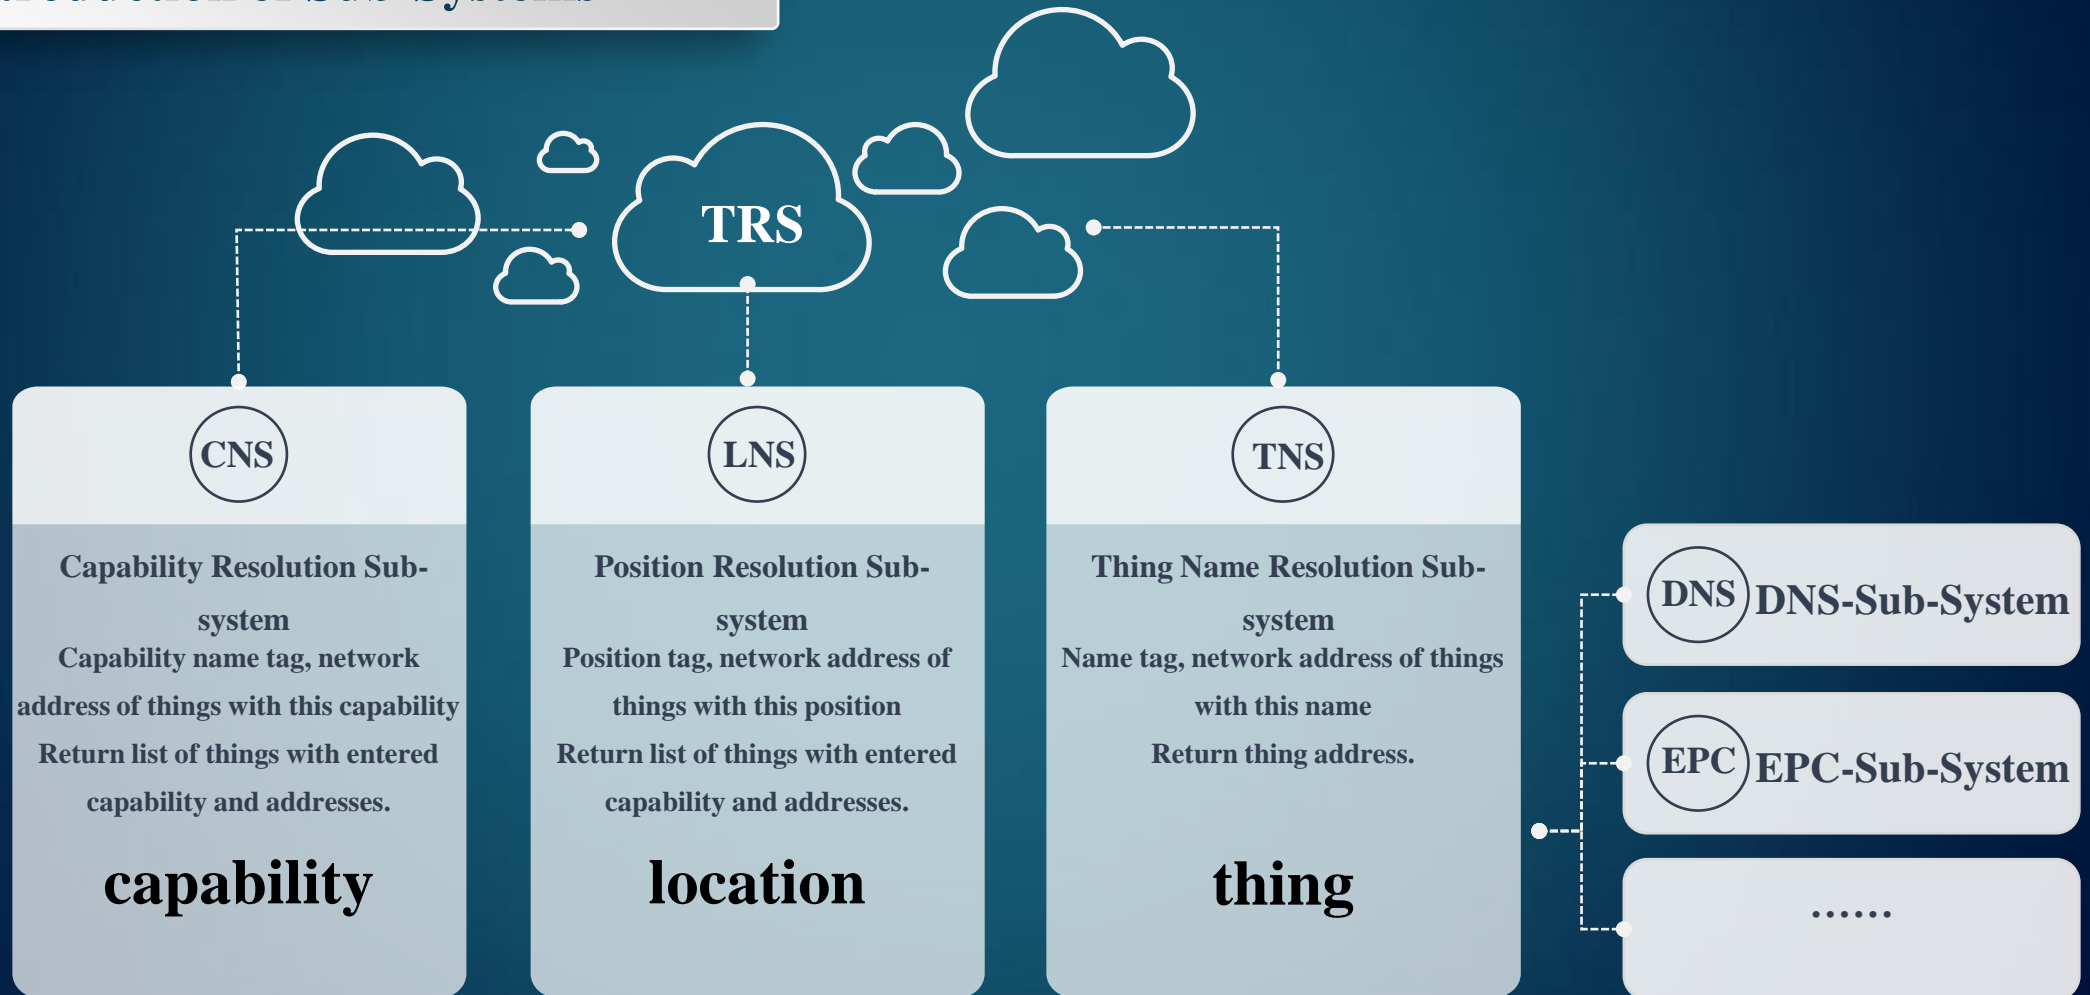 of Sub-Systems
TRS
CNS
Capability Resolution Sub-
system
Capability name tag, network
address of things with this capability
Return list of things with entered
capability and addresses.
capability
LNS
Position Resolution Sub-
system
Position tag, network address of
things with this position
Return list of things with entered
capability and addresses.
location
TNS
Thing Name Resolution Sub-
system
Name tag, network address of things
with this name
Return thing address.
thing
DNS DNS-Sub-System
EPC EPC-Sub-System
······